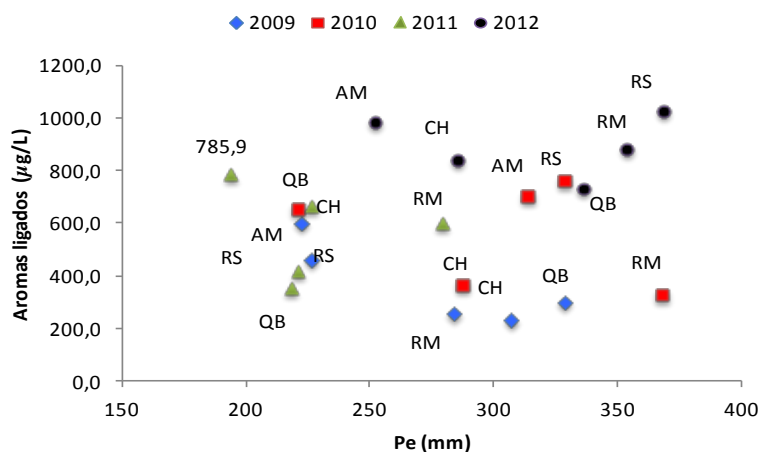 2009 2010 2011 2012
1200,0
1000,0
800,0
600,0
400,0
200,0
0,0
Aromas ligados (µg/L)
RS
AM
RM
CH
785,9
RS
AM
QB
RM
CH
QB
AM
RS
RS
CH
RM
QB
CH
QB
RM
150 200 250 300 350 400
Pe (mm)